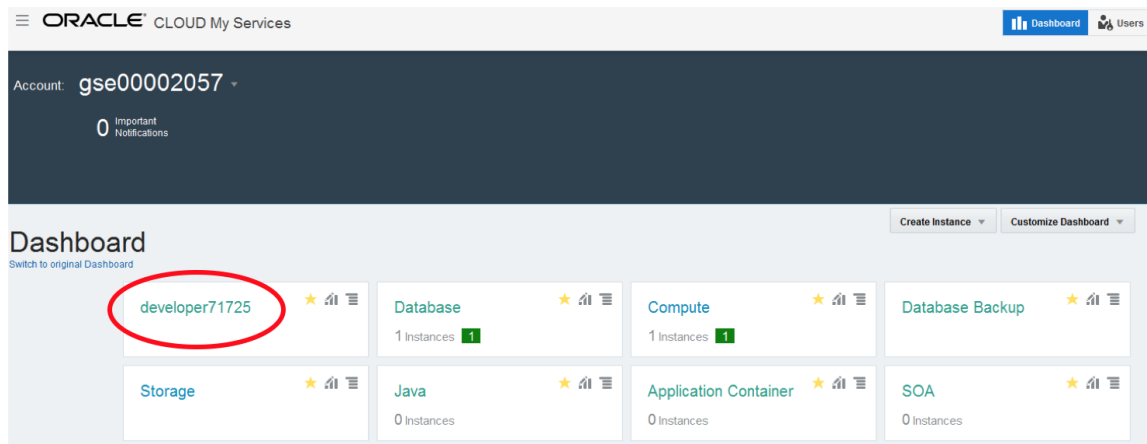 ORACLE® CLOUD My Services
Dashboard
Users
Account: gse00002057
0 Important Notifications
Create Instance
Customize Dashboard
Dashboard
Switch to original Dashboard
developer71725
Database
1 Instances 1
Compute
1 Instances 1
Database Backup
Storage
Java
0 Instances
Application Container
0 Instances
SOA
0 Instances